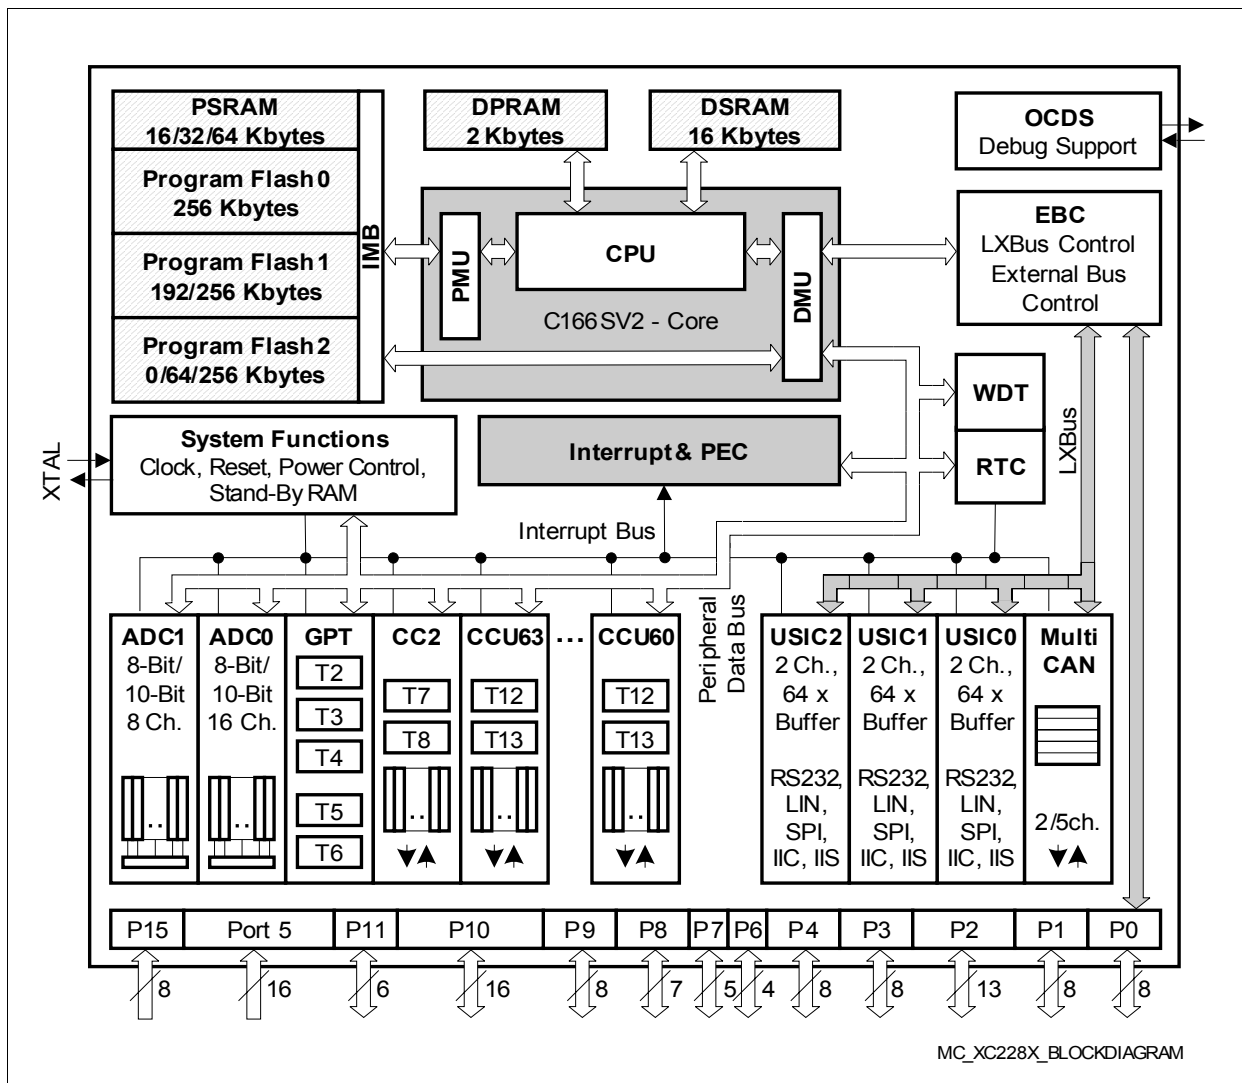 PSRAM
16/32/64 Kbytes
Program Flash 0
256 Kbytes
Program Flash 1
192/256 Kbytes
Program Flash 2
0/64/256 Kbytes
IMB
DPRAM
2 Kbytes
DSRAM
16 Kbytes
OCDS
Debug Support
PMU
CPU
DMU
C166SV2 - Core
EBC
LXBus Control
External Bus
Control
WDT
RTC
LXBus
XTAL
System Functions
Clock, Reset, Power Control,
Stand-By RAM
Interrupt & PEC
Interrupt Bus
Peripheral
Data Bus
ADC1
8-Bit/
10-Bit
8 Ch.
ADC0
8-Bit/
10-Bit
16 Ch.
GPT
T2
T3
T4
T5
T6
CC2
T7
T8
..
CCU63
T12
T13
..
...
CCU60
T12
T13
..
USIC2
2 Ch.,
64 x
Buffer
RS232,
LIN,
SPI,
IIC, IIS
USIC1
2 Ch.,
64 x
Buffer
RS232,
LIN,
SPI,
IIC, IIS
USIC0
2 Ch.,
64 x
Buffer
RS232,
LIN,
SPI,
IIC, IIS
Multi
CAN
2/5ch.
P15 Port 5 P11 P10 P9 P8 P7 P6 P4 P3 P2 P1 P0
8 16 6 16 8 7 5 4 8 8 13 8 8
MC_XC228X_BLOCKDIAGRAM